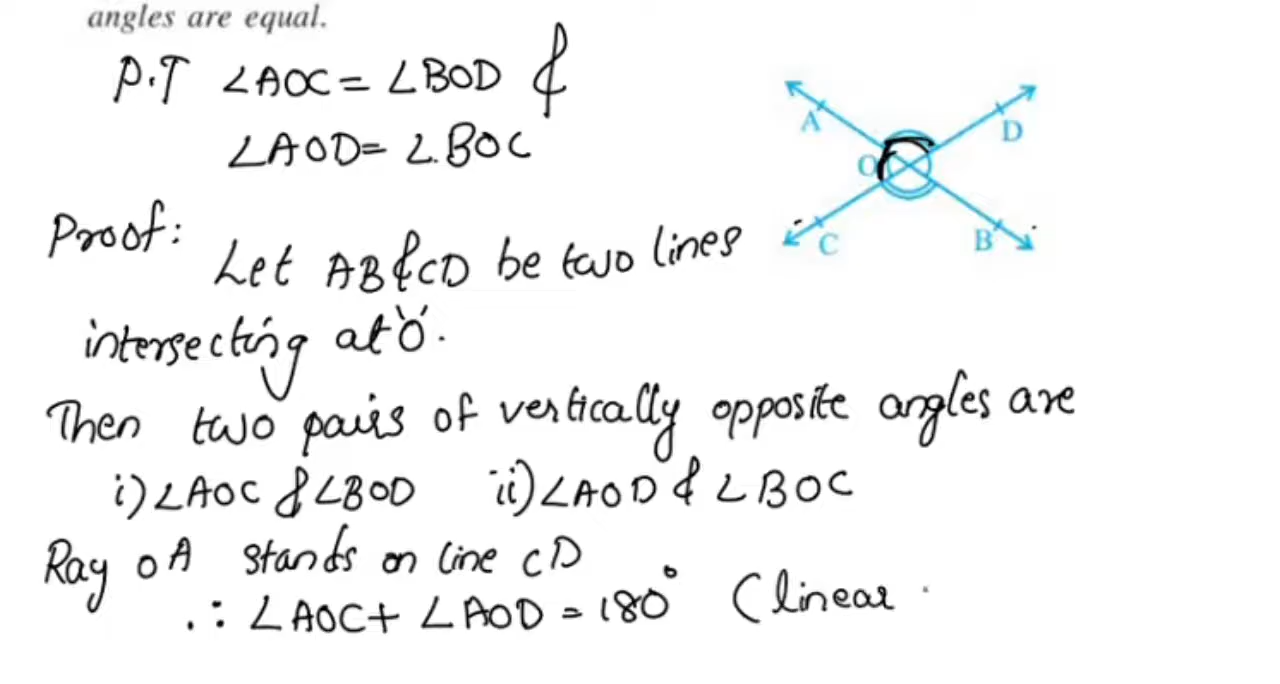 angles are equal.
P.T ∠AOC = ∠BOD &
∠AOD = ∠BOC
A
D
O
C
B
Proof:
Let AB & CD be two lines
intersecting at 'O'.
Then two pairs of vertically opposite angles are
i) ∠AOC & ∠BOD ii) ∠AOD & ∠BOC
Ray OA stands on line CD
∴ ∠AOC + ∠AOD = 180° (linear